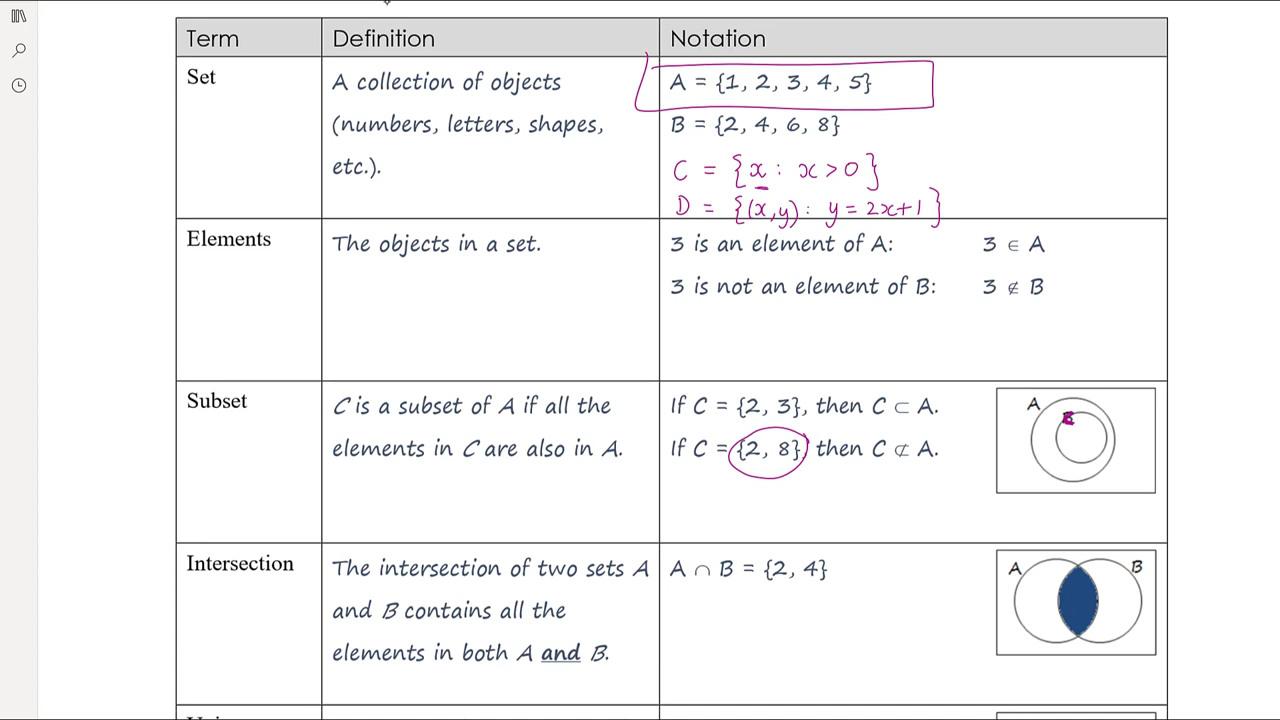 Term Definition Notation
Set A collection of objects A = {1, 2, 3, 4, 5}
(numbers, letters, shapes, B = {2, 4, 6, 8}
etc.). C = {x : x > 0}
D = {(x,y) : y = 2x+1}
Elements The objects in a set. 3 is an element of A: 3 ∈ A
3 is not an element of B: 3 ∉ B
Subset C is a subset of A if all the If C = {2, 3}, then C ⊂ A. A
elements in C are also in A. If C = {2, 8}, then C ⊄ A.
Intersection The intersection of two sets A A ∩ B = {2, 4} A B
and B contains all the
elements in both A and B.